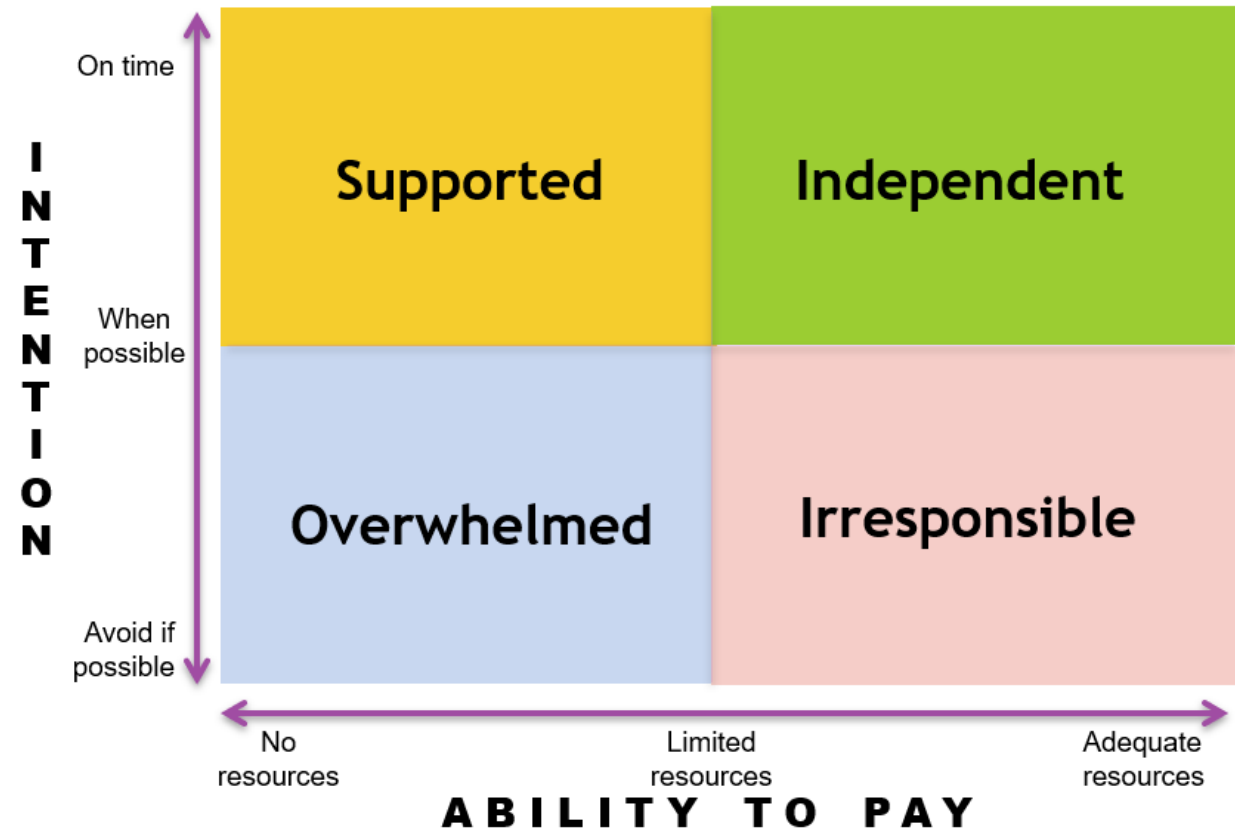 INTENTION
On time
When
possible
Avoid if
possible
Supported
Independent
Overwhelmed
Irresponsible
No
resources
Limited
resources
Adequate
resources
ABILITY TO PAY